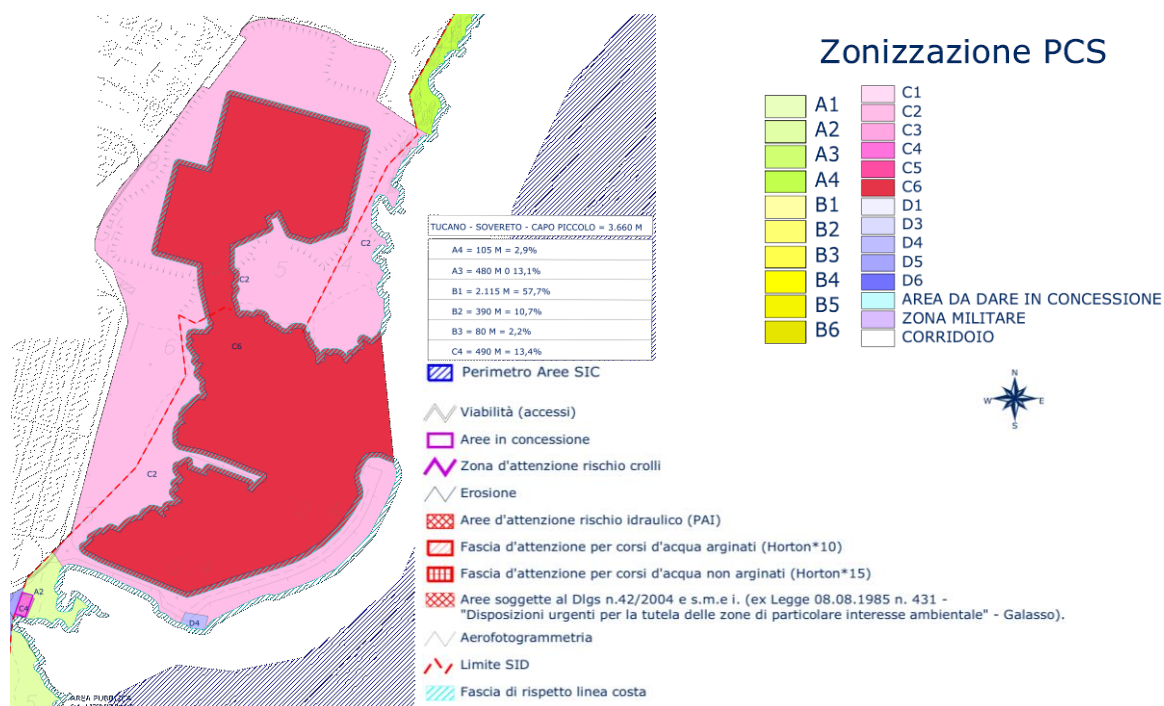 Zonizzazione PCS
A1
A2
A3
A4
B1
B2
B3
B4
B5
B6
C1
C2
C3
C4
C5
C6
D1
D3
D4
D5
D6
AREA DA DARE IN CONCESSIONE
ZONA MILITARE
CORRIDOIO
N
W E
S
TUCANO - SOVERETO - CAPO PICCOLO = 3.660 M
A4 = 105 M = 2,9%
A3 = 480 M 0 13,1%
B1 = 2.115 M = 57,7%
B2 = 390 M = 10,7%
B3 = 80 M = 2,2%
C4 = 490 M = 13,4%
Perimetro Aree SIC
Viabilità (accessi)
Aree in concessione
Zona d'attenzione rischio crolli
Erosione
Aree d'attenzione rischio idraulico (PAI)
Fascia d'attenzione per corsi d'acqua arginati (Horton*10)
Fascia d'attenzione per corsi d'acqua non arginati (Horton*15)
Aree soggette al Dlgs n.42/2004 e s.m.e i. (ex Legge 08.08.1985 n. 431 -
"Disposizioni urgenti per la tutela delle zone di particolare interesse ambientale" - Galasso).
Aerofotogrammetria
Limite SID
Fascia di rispetto linea costa
C2
C2
C6
C2
A2
C4
D4
AREA PUBBLICA